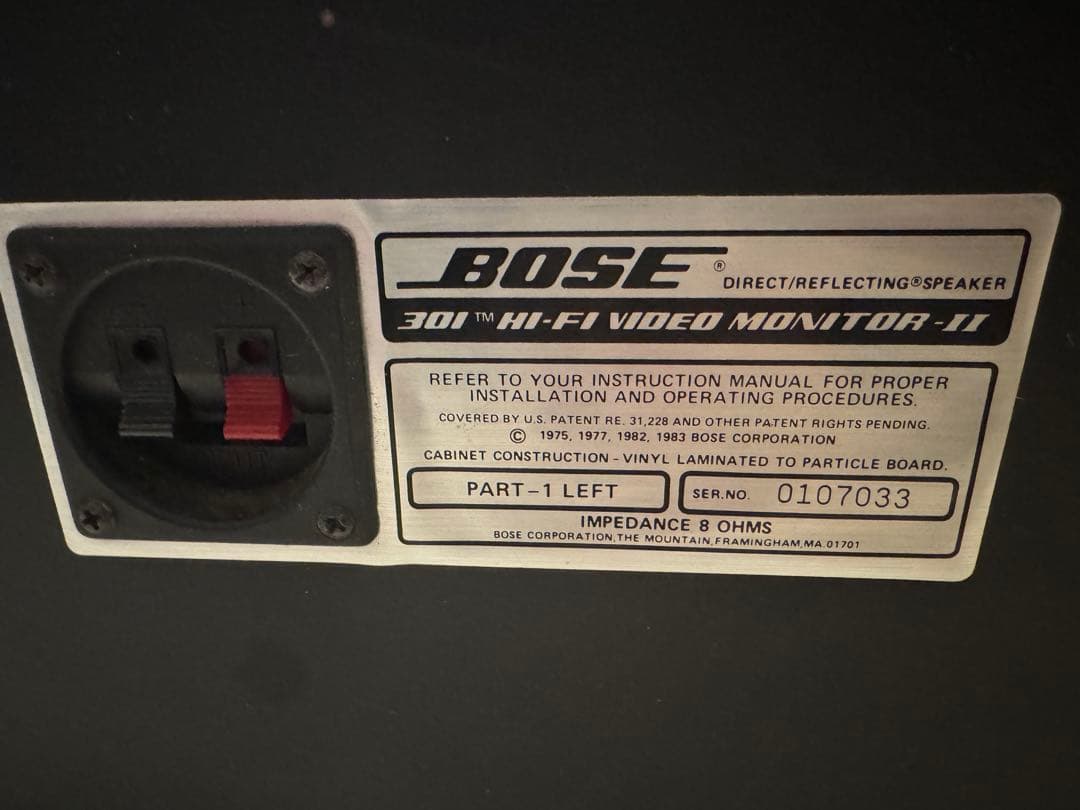 BOSE ® DIRECT/REFLECTING® SPEAKER
301 ™ HI-FI VIDEO MONITOR-II
REFER TO YOUR INSTRUCTION MANUAL FOR PROPER
INSTALLATION AND OPERATING PROCEDURES.
COVERED BY U.S. PATENT RE. 31,228 AND OTHER PATENT RIGHTS PENDING.
© 1975, 1977, 1982, 1983 BOSE CORPORATION
CABINET CONSTRUCTION - VINYL LAMINATED TO PARTICLE BOARD.
PART-1 LEFT
SER.NO. 0107033
IMPEDANCE 8 OHMS
BOSE CORPORATION, THE MOUNTAIN, FRAMINGHAM, MA. 01701